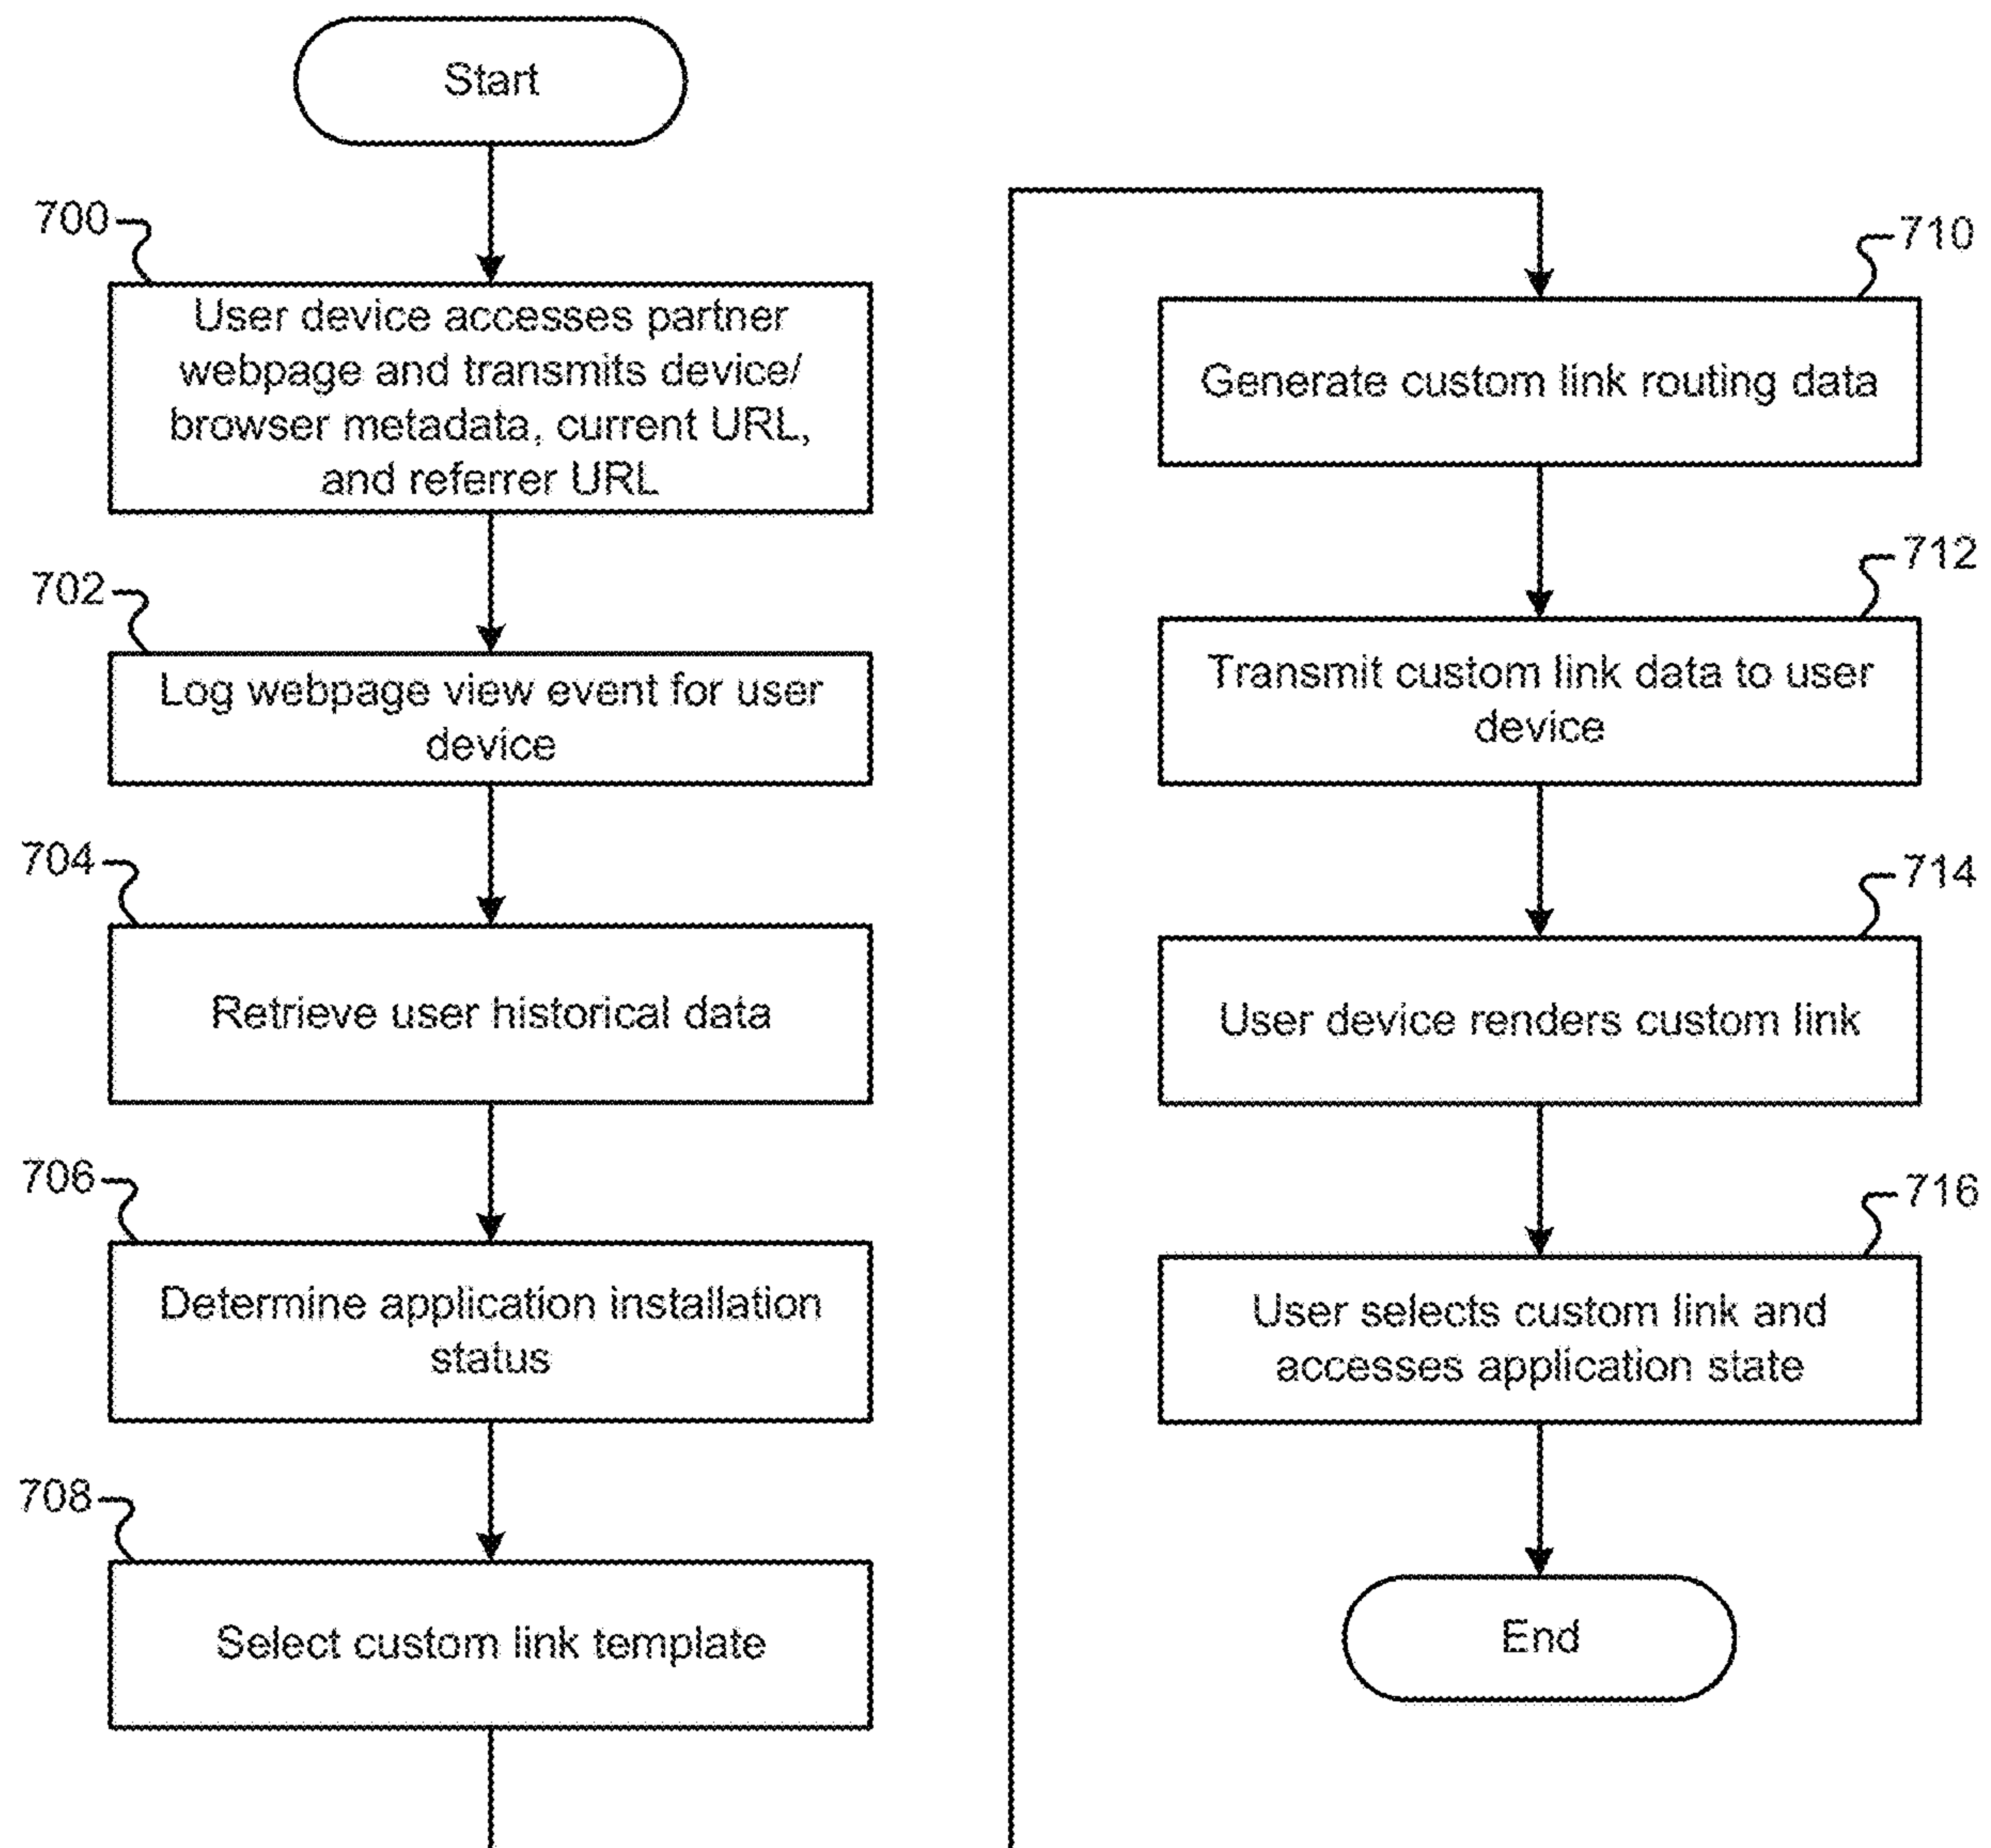 Start
700
User device accesses partner
webpage and transmits device/
browser metadata, current URL,
and referrer URL
702
Log webpage view event for user
device
704
Retrieve user historical data
706
Determine application installation
status
708
Select custom link template
710
Generate custom link routing data
712
Transmit custom link data to user
device
714
User device renders custom link
716
User selects custom link and
accesses application state
End